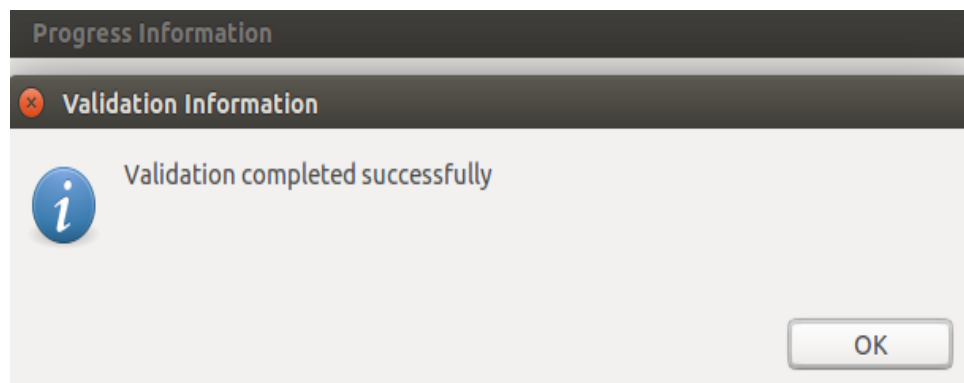 Progress Information
Validation Information
Validation completed successfully
OK